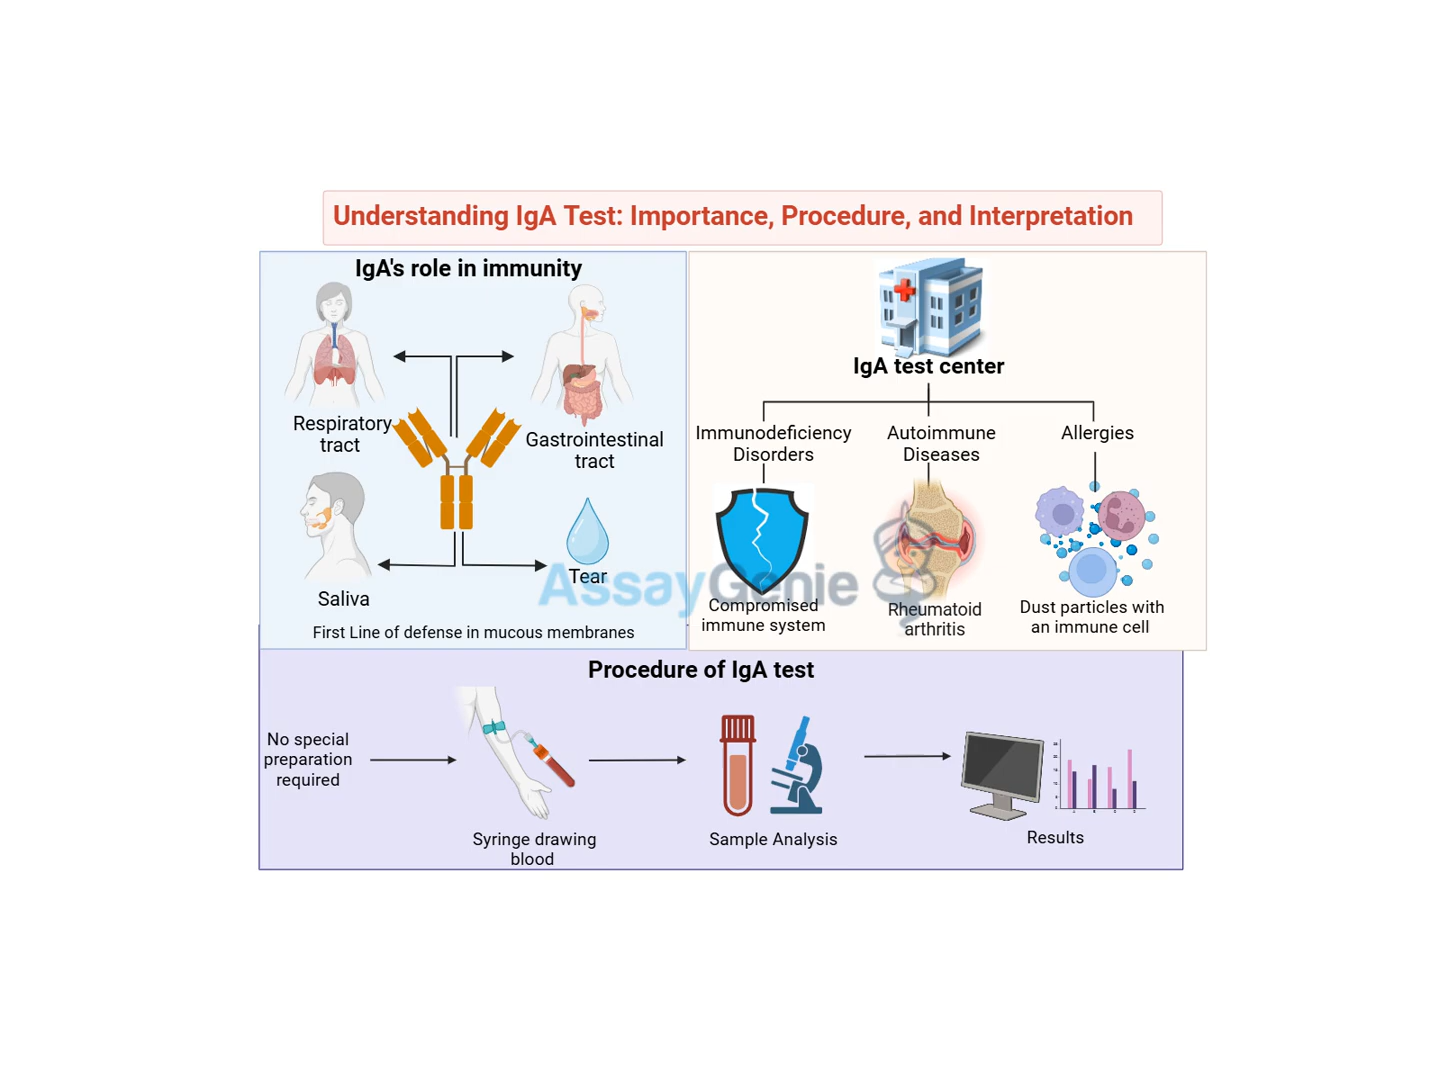 Understanding IgA Test: Importance, Procedure, and Interpretation
IgA's role in immunity
Respiratory
tract
Gastrointestinal
tract
Saliva
Tear
First Line of defense in mucous membranes
IgA test center
Immunodeficiency
Disorders
Autoimmune
Diseases
Allergies
AssayGenie
Compromised
immune system
Rheumatoid
arthritis
Dust particles with
an immune cell
Procedure of IgA test
No special
preparation
required
Syringe drawing
blood
Sample Analysis
Results